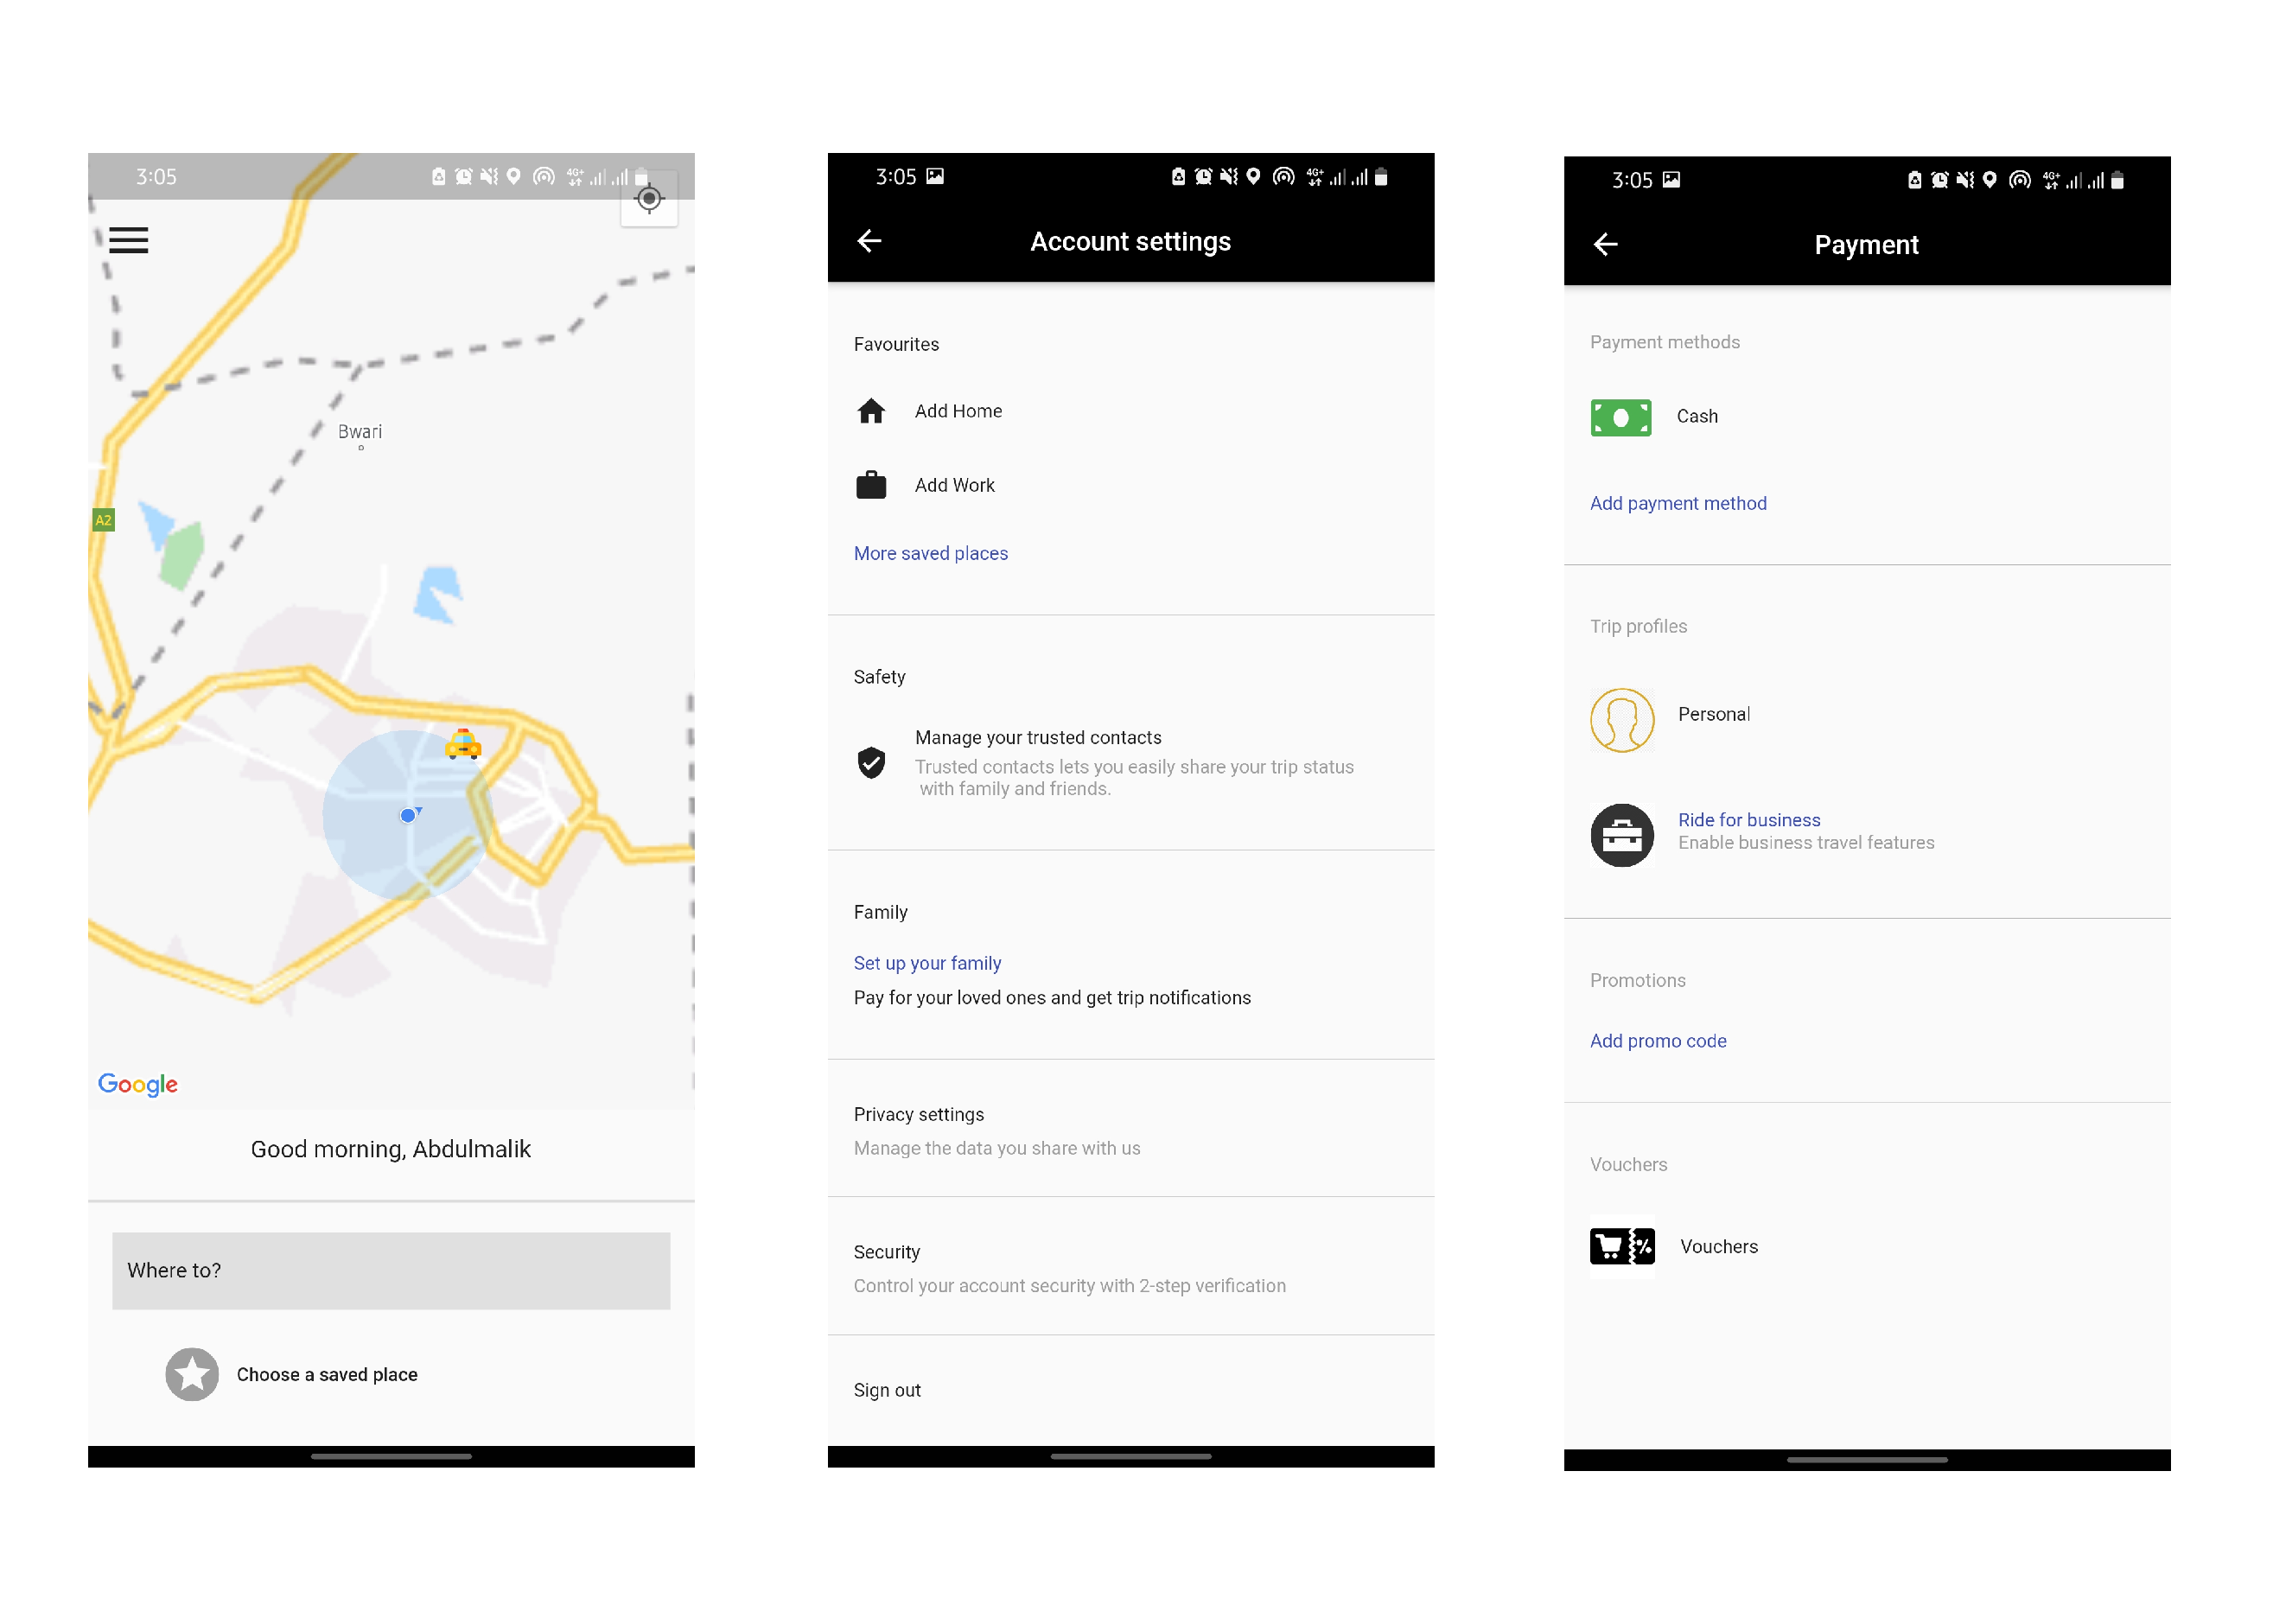 3:05
4G+
Bwari
A2
Google
Good morning, Abdulmalik
Where to?
Choose a saved place
3:05
4G+
Account settings
Favourites
Add Home
Add Work
More saved places
Safety
Manage your trusted contacts
Trusted contacts lets you easily share your trip status
with family and friends.
Family
Set up your family
Pay for your loved ones and get trip notifications
Privacy settings
Manage the data you share with us
Security
Control your account security with 2-step verification
Sign out
3:05
4G+
Payment
Payment methods
Cash
Add payment method
Trip profiles
Personal
Ride for business
Enable business travel features
Promotions
Add promo code
Vouchers
%
Vouchers